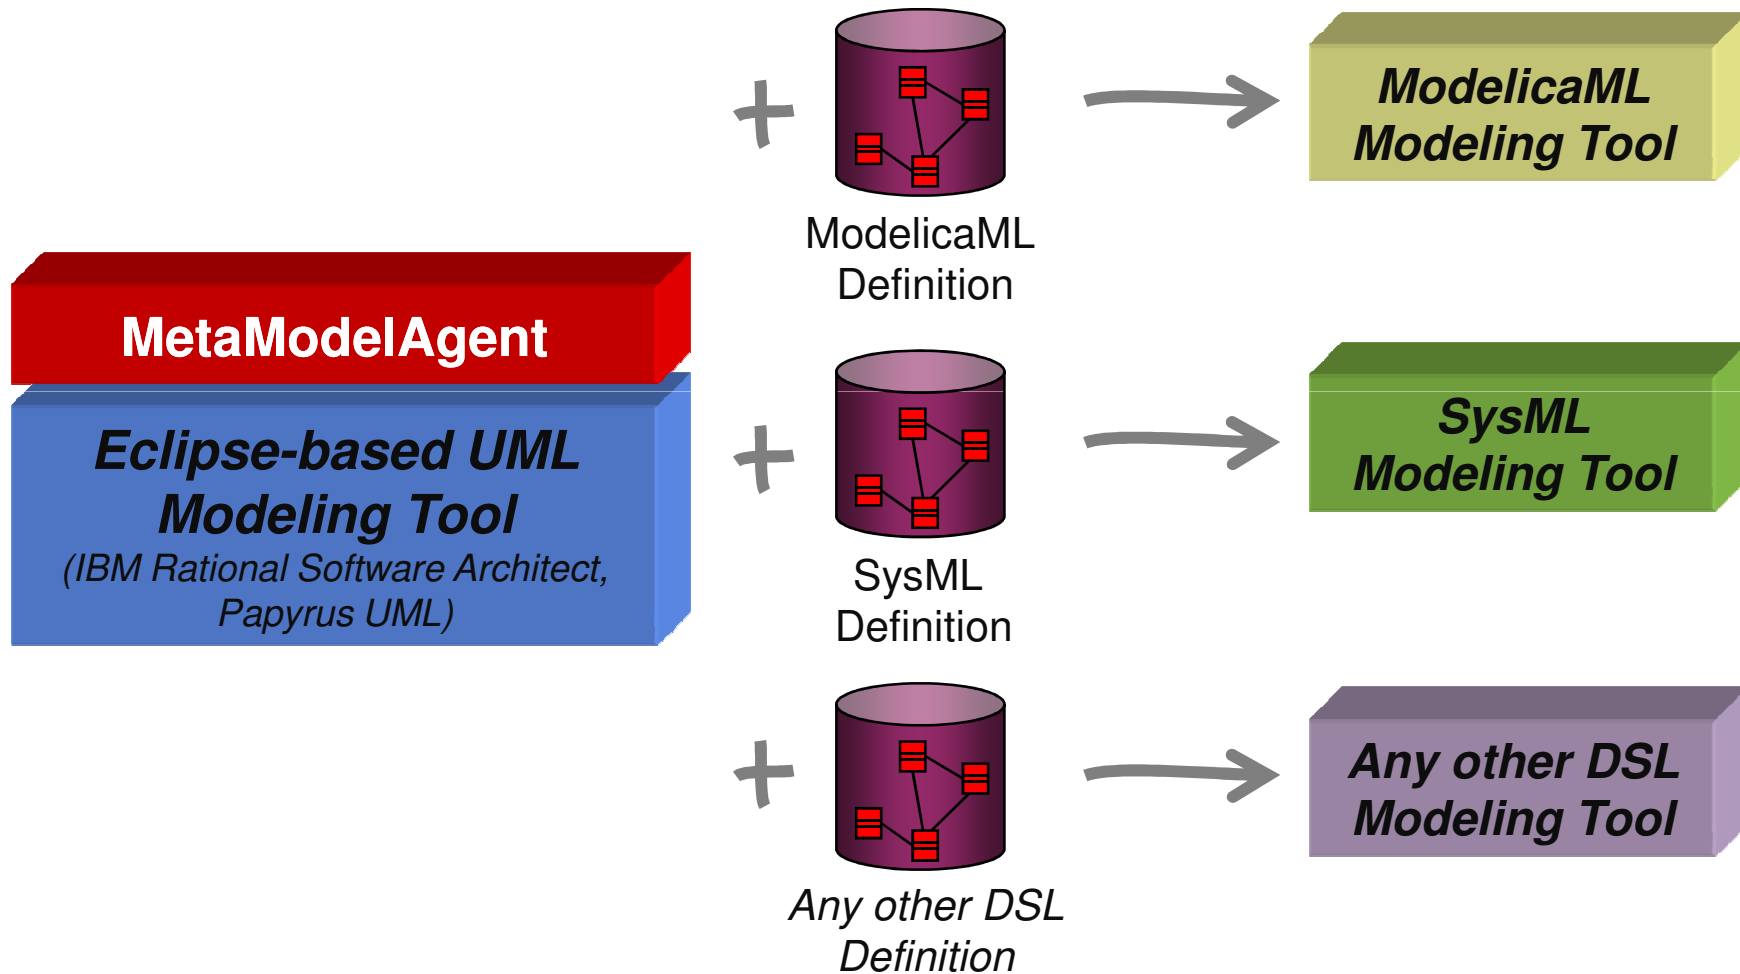 ModelicaML
Definition
ModelicaML
Modeling Tool
MetaModelAgent
Eclipse-based UML
Modeling Tool
(IBM Rational Software Architect,
Papyrus UML)
SysML
Definition
SysML
Modeling Tool
Any other DSL
Definition
Any other DSL
Modeling Tool